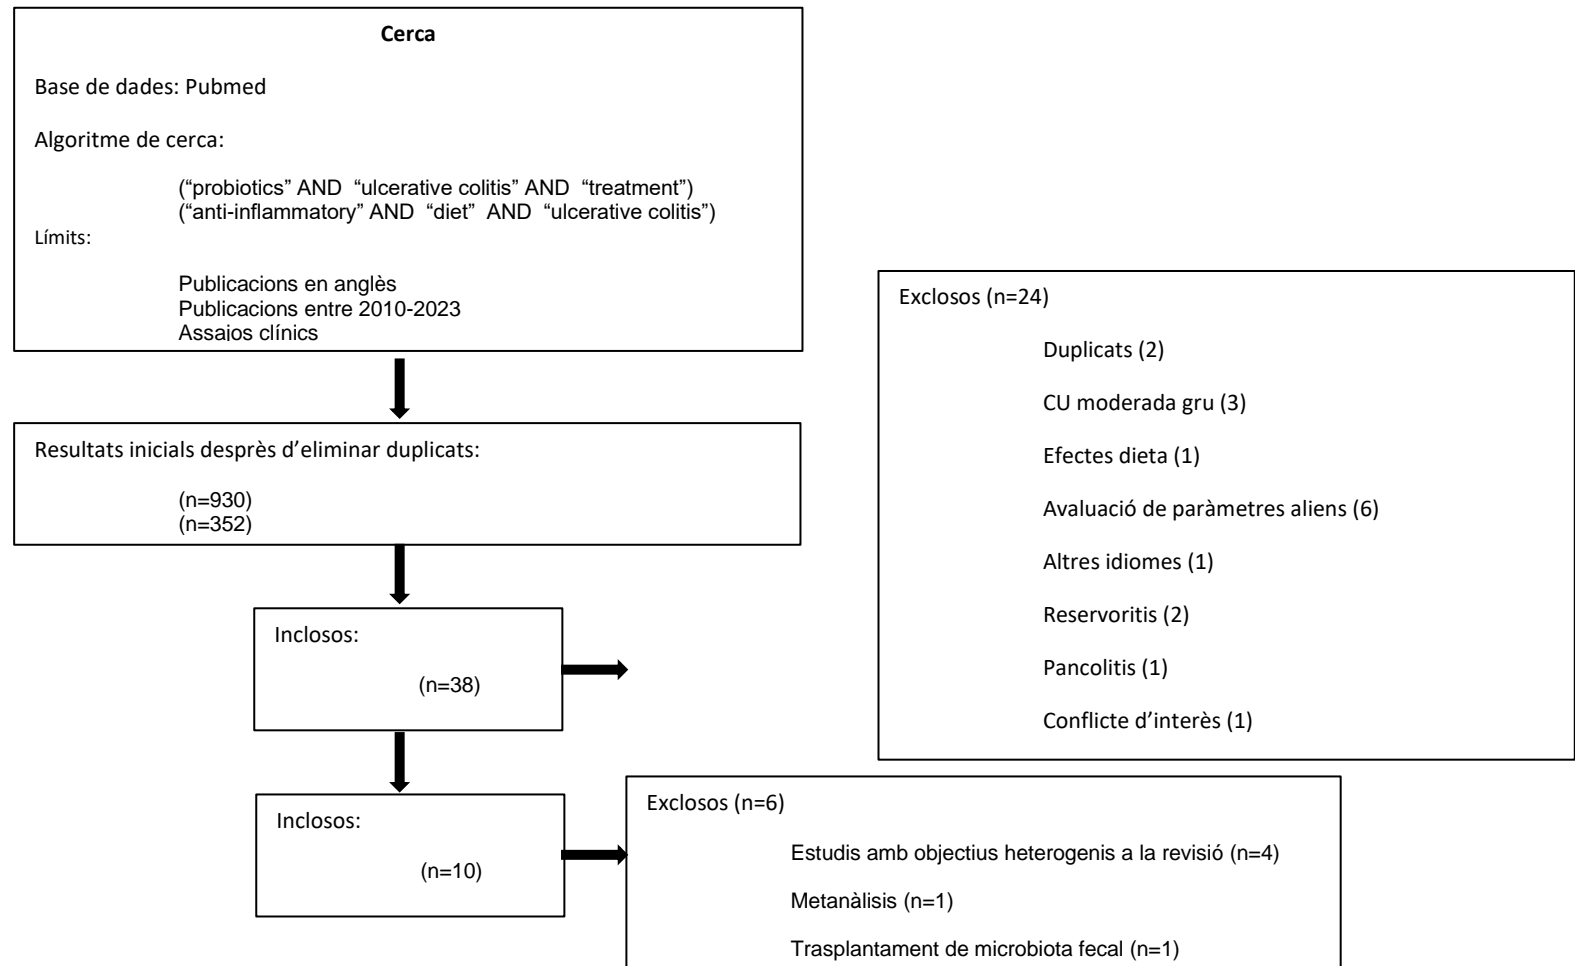 Cerca
Base de dades: Pubmed
Algoritme de cerca:
(“probiotics” AND “ulcerative colitis” AND “treatment”)
(“anti-inflammatory” AND “diet” AND “ulcerative colitis”)
Límits:
Publicacions en anglès
Publicacions entre 2010-2023
Assajos clínics
Resultats inicials desprès d’eliminar duplicats:
(n=930)
(n=352)
Inclosos:
(n=38)
Exclosos (n=24)
Duplicats (2)
CU moderada gru (3)
Efectes dieta (1)
Avaluació de paràmetres aliens (6)
Altres idiomes (1)
Reservoritis (2)
Pancolitis (1)
Conflicte d’interès (1)
Inclosos:
(n=10)
Exclosos (n=6)
Estudis amb objectius heterogenis a la revisió (n=4)
Metanàlisis (n=1)
Trasplantament de microbiota fecal (n=1)